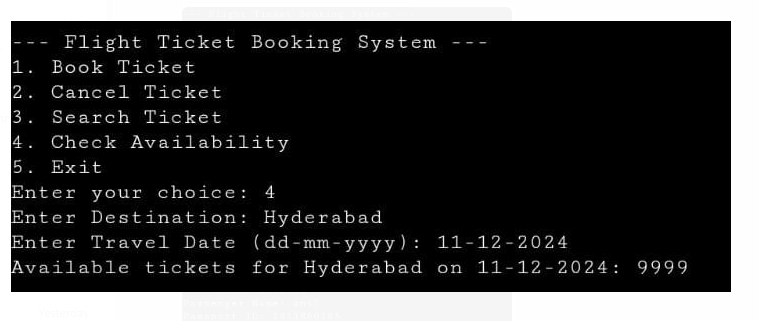 --- Flight Ticket Booking System ---
1. Book Ticket
2. Cancel Ticket
3. Search Ticket
4. Check Availability
5. Exit
Enter your choice: 4
Enter Destination: Hyderabad
Enter Travel Date (dd-mm-yyyy): 11-12-2024
Available tickets for Hyderabad on 11-12-2024: 9999